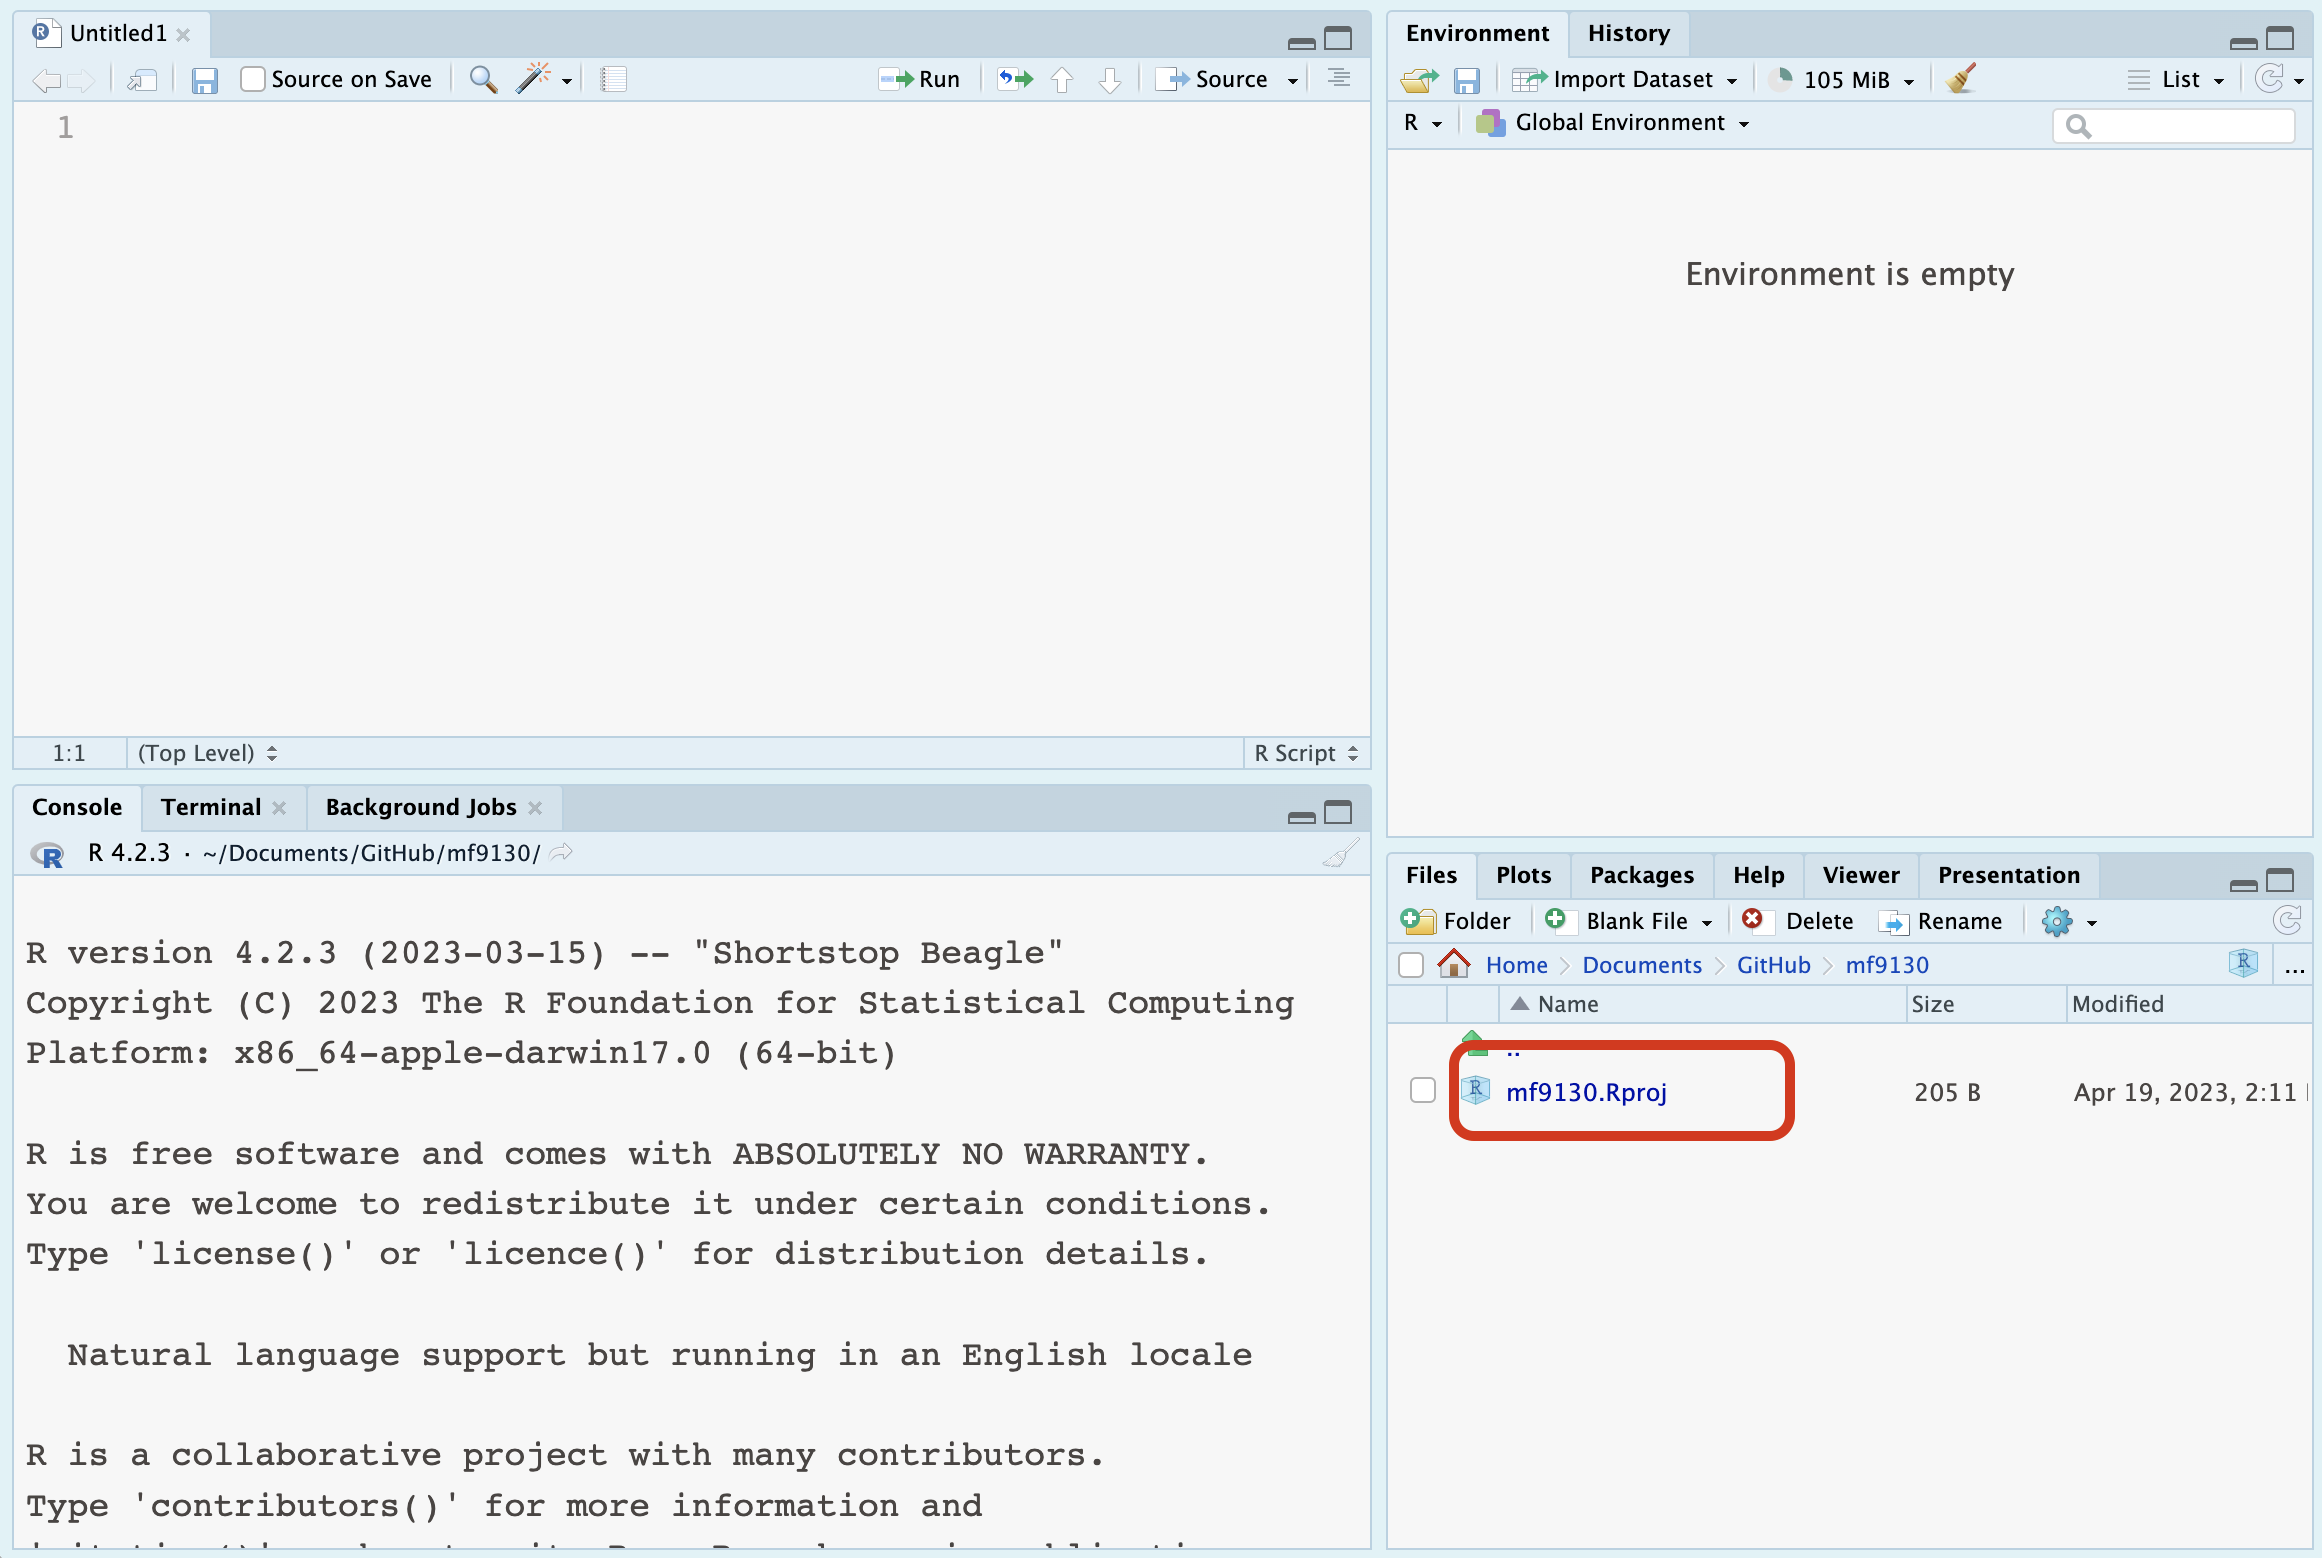 Untitled1
Source on Save
Run
Source
1
1:1
(Top Level)
R Script
Console
Terminal
Background Jobs
R 4.2.3 · ~/Documents/GitHub/mf9130/
R version 4.2.3 (2023-03-15) -- "Shortstop Beagle"
Copyright (C) 2023 The R Foundation for Statistical Computing
Platform: x86_64-apple-darwin17.0 (64-bit)
R is free software and comes with ABSOLUTELY NO WARRANTY.
You are welcome to redistribute it under certain conditions.
Type 'license()' or 'licence()' for distribution details.
Natural language support but running in an English locale
R is a collaborative project with many contributors.
Type 'contributors()' for more information and
Environment
History
Import Dataset
105 MiB
List
R
Global Environment
Environment is empty
Files
Plots
Packages
Help
Viewer
Presentation
Folder
Blank File
Delete
Rename
Home
Documents
GitHub
mf9130
...
Name
Size
Modified
..
mf9130.Rproj
205 B
Apr 19, 2023, 2:11